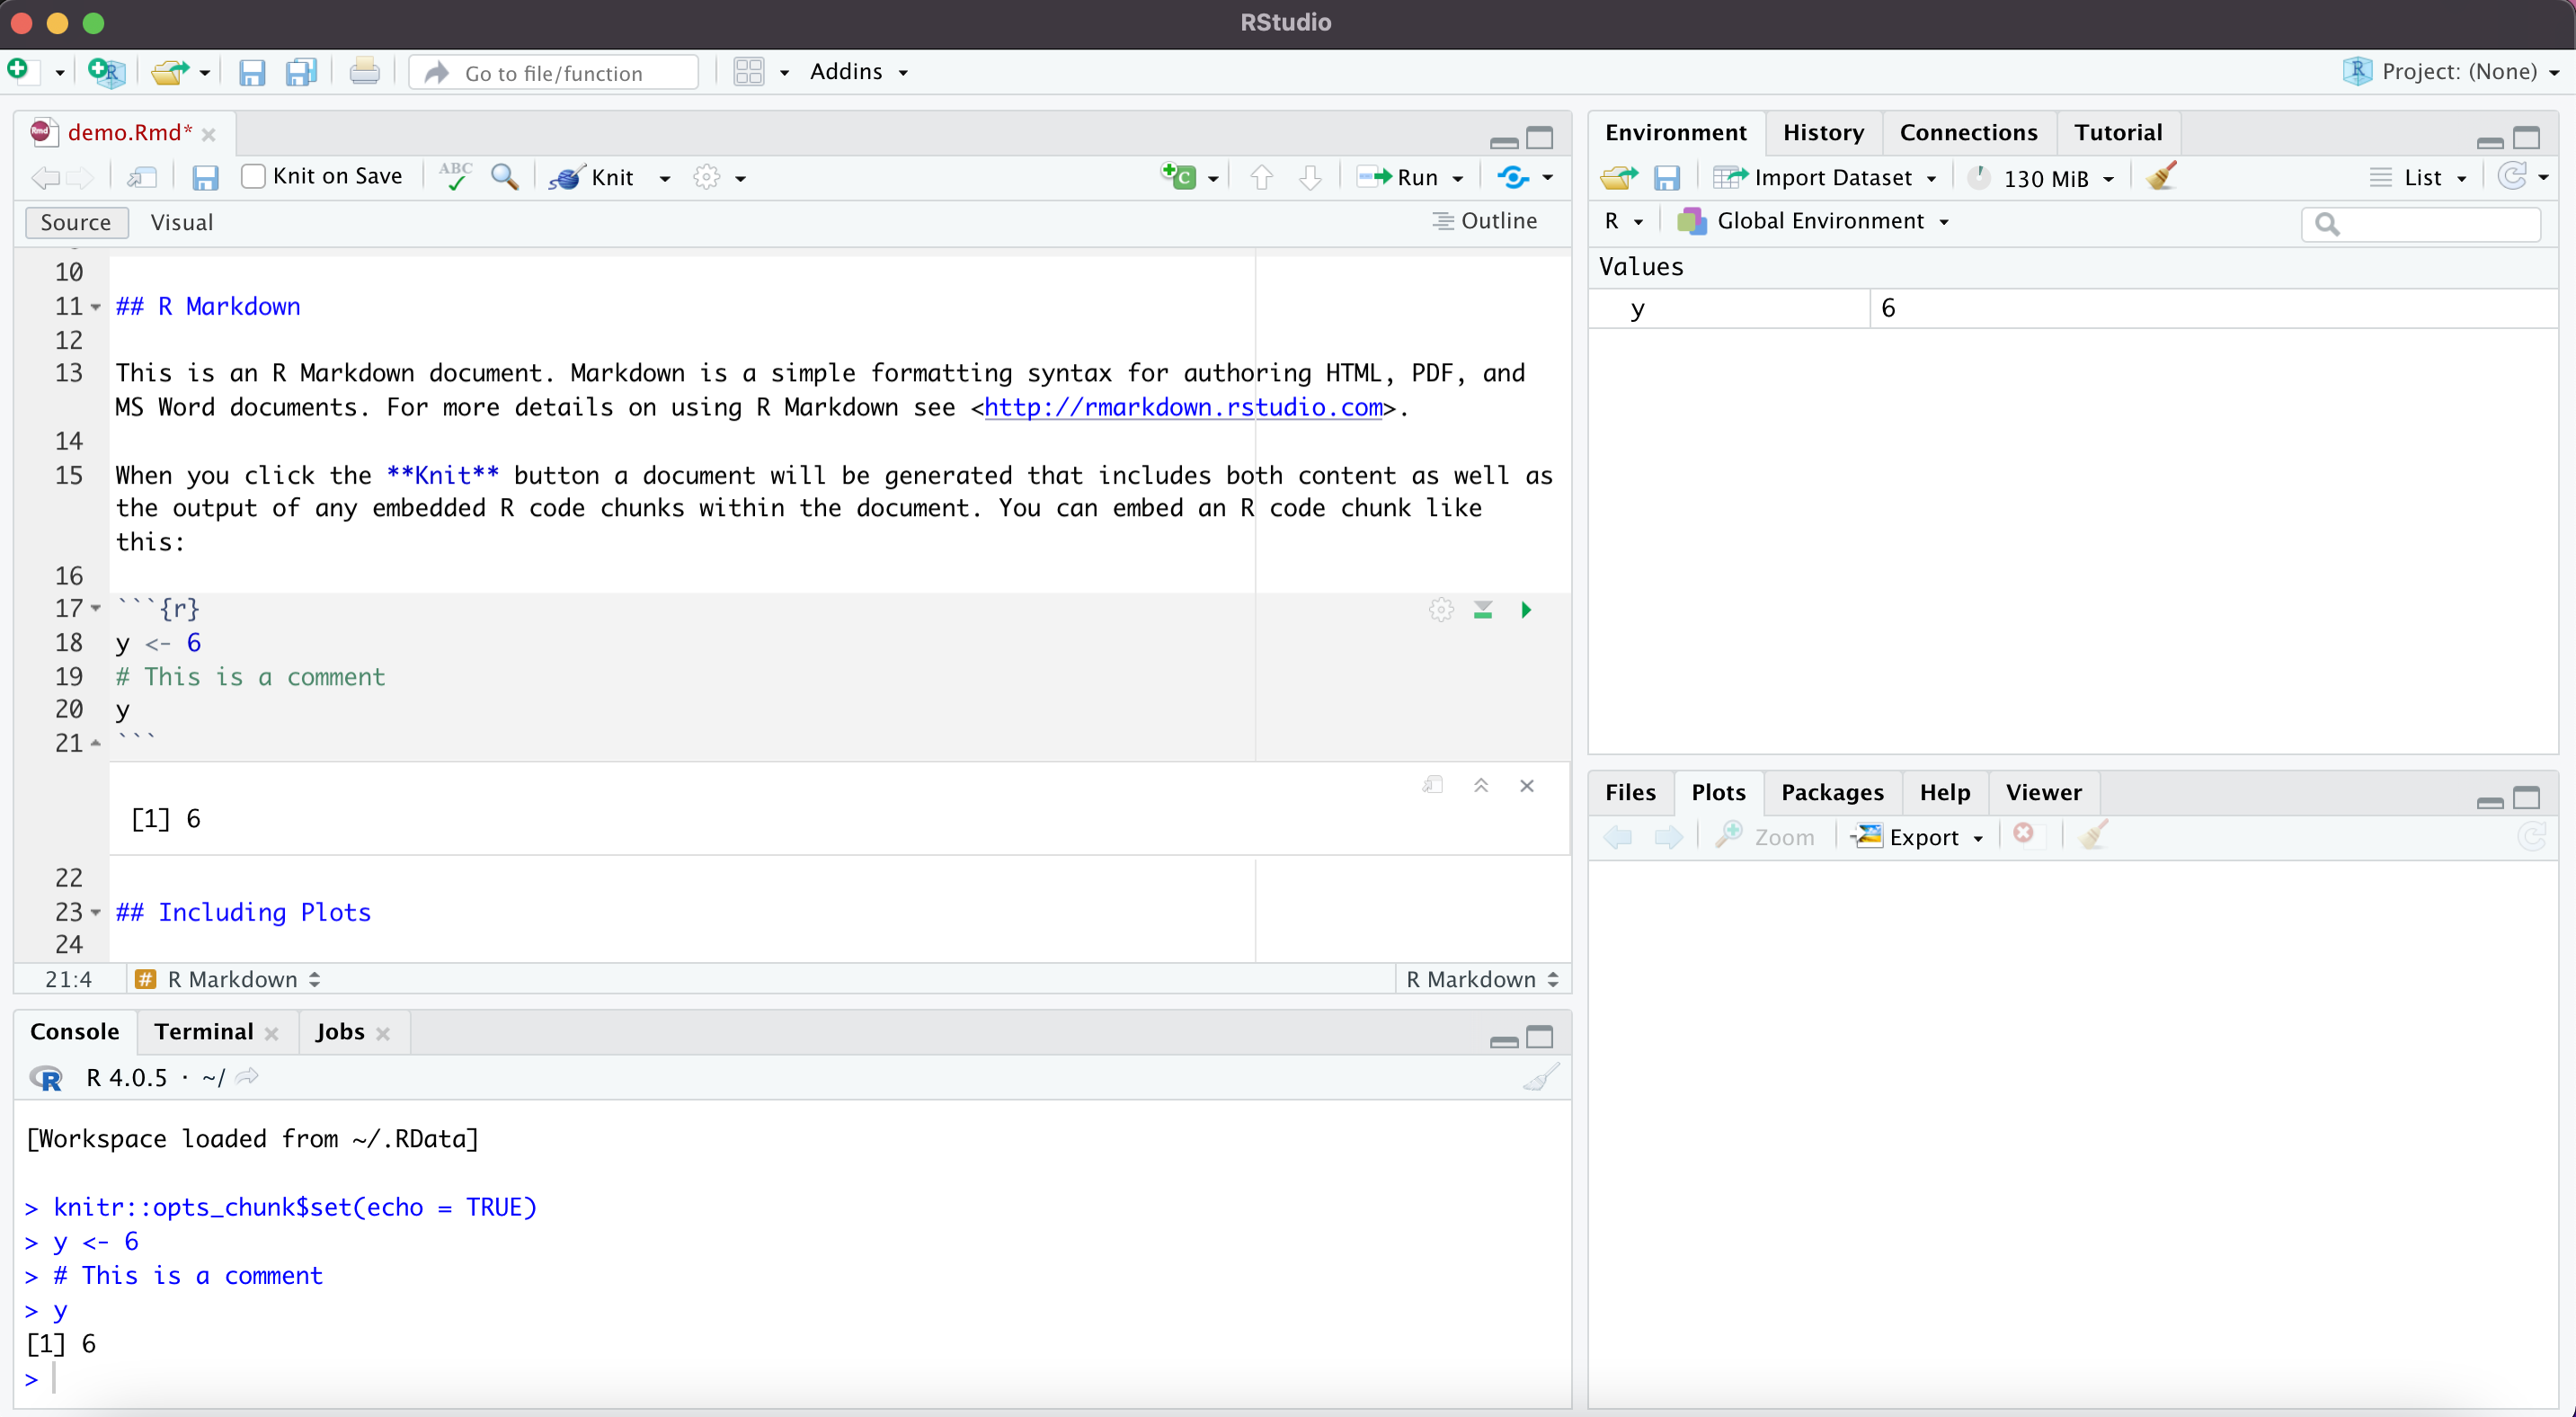 RStudio
Go to file/function
Addins
Project: (None)
demo.Rmd*
Knit on Save
ABC
Knit
Run
Source
Visual
Outline
10
11 ## R Markdown
12
13 This is an R Markdown document. Markdown is a simple formatting syntax for authoring HTML, PDF, and
MS Word documents. For more details on using R Markdown see <http://rmarkdown.rstudio.com>.
14
15 When you click the **Knit** button a document will be generated that includes both content as well as
the output of any embedded R code chunks within the document. You can embed an R code chunk like
this:
16
17 ```{r}
18 y <- 6
19 # This is a comment
20 y
21 ```
[1] 6
22
23 ## Including Plots
24
21:4
# R Markdown
R Markdown
Console
Terminal
Jobs
R 4.0.5 · ~/
[Workspace loaded from ~/.RData]
> knitr::opts_chunk$set(echo = TRUE)
> y <- 6
> # This is a comment
> y
[1] 6
>
Environment
History
Connections
Tutorial
Import Dataset
130 MiB
List
R
Global Environment
Values
y 6
Files
Plots
Packages
Help
Viewer
Zoom
Export